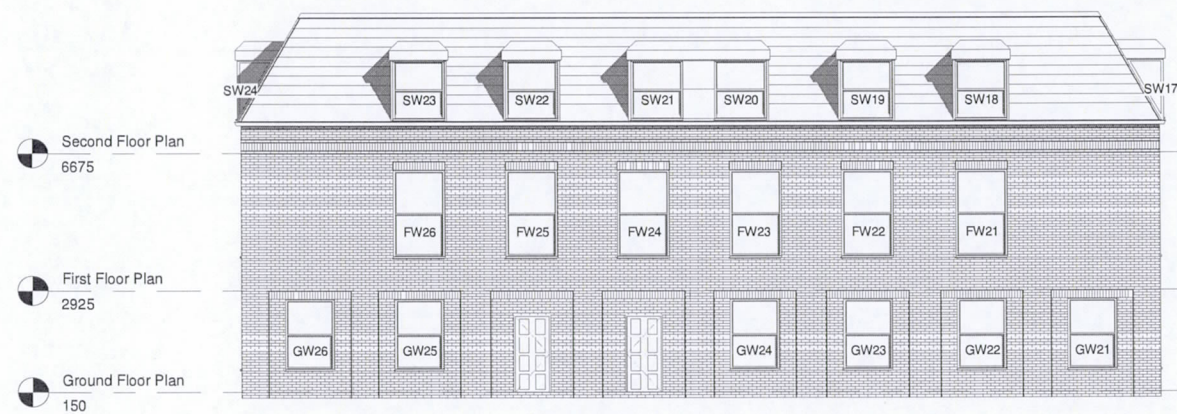 SW24
SW23
SW22
SW21
SW20
SW19
SW18
SW17
Second Floor Plan
6675
FW26
FW25
FW24
FW23
FW22
FW21
First Floor Plan
2925
GW26
GW25
GW24
GW23
GW22
GW21
Ground Floor Plan
150